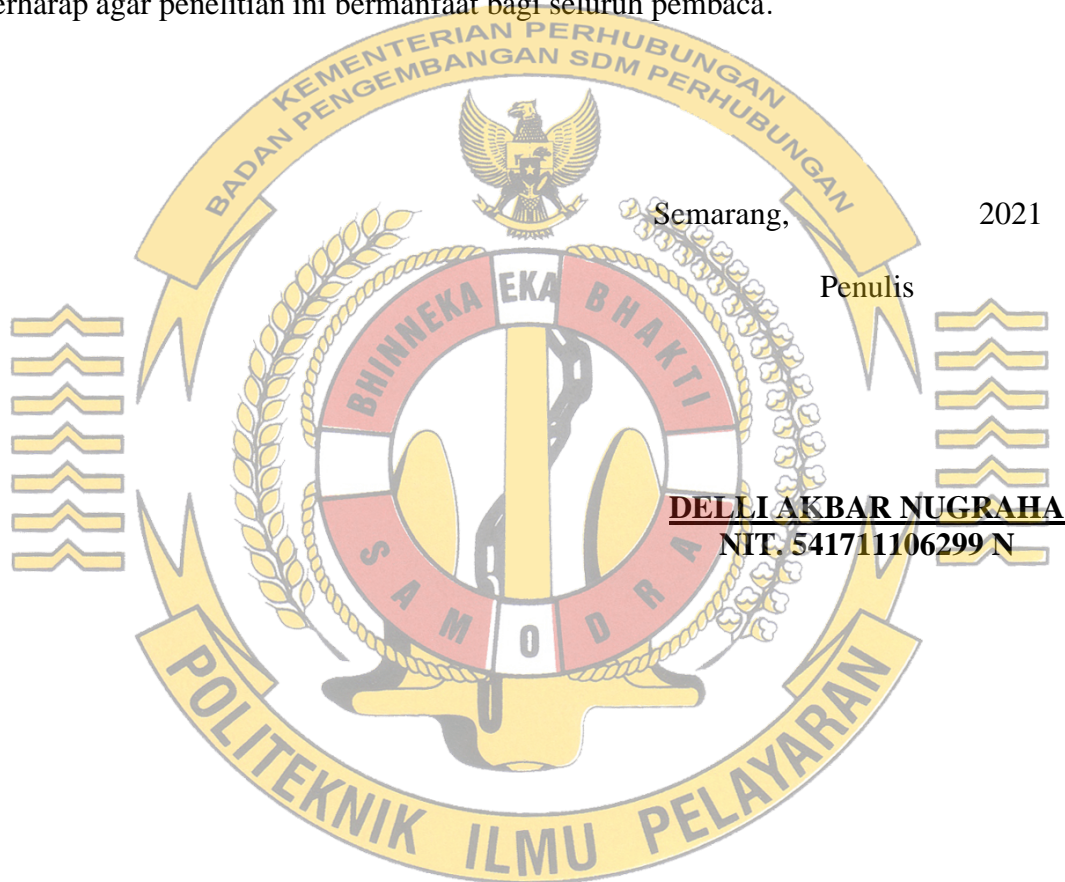 erharap agar penelitian ini bermanfaat bagi seluruh pembaca.
KEMENTERIAN PERHUBUNGAN
BADAN PENGEMBANGAN SDM PERHUBUNGAN
Semarang, 2021
Penulis
BHINNEKA EKA BHAKTI
DELLI AKBAR NUGRAHA
NIT. 541711106299 N
SAMODRA
POLITEKNIK ILMU PELAYARAN